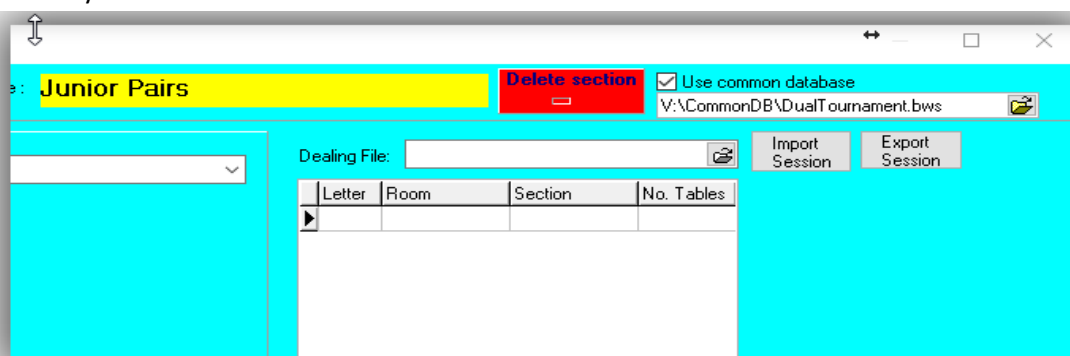 e: Junior Pairs
Delete section
Use common database
V:\CommonDB\DualTournament.bws
Dealing File:
Import
Session
Export
Session
Letter Room Section No. Tables